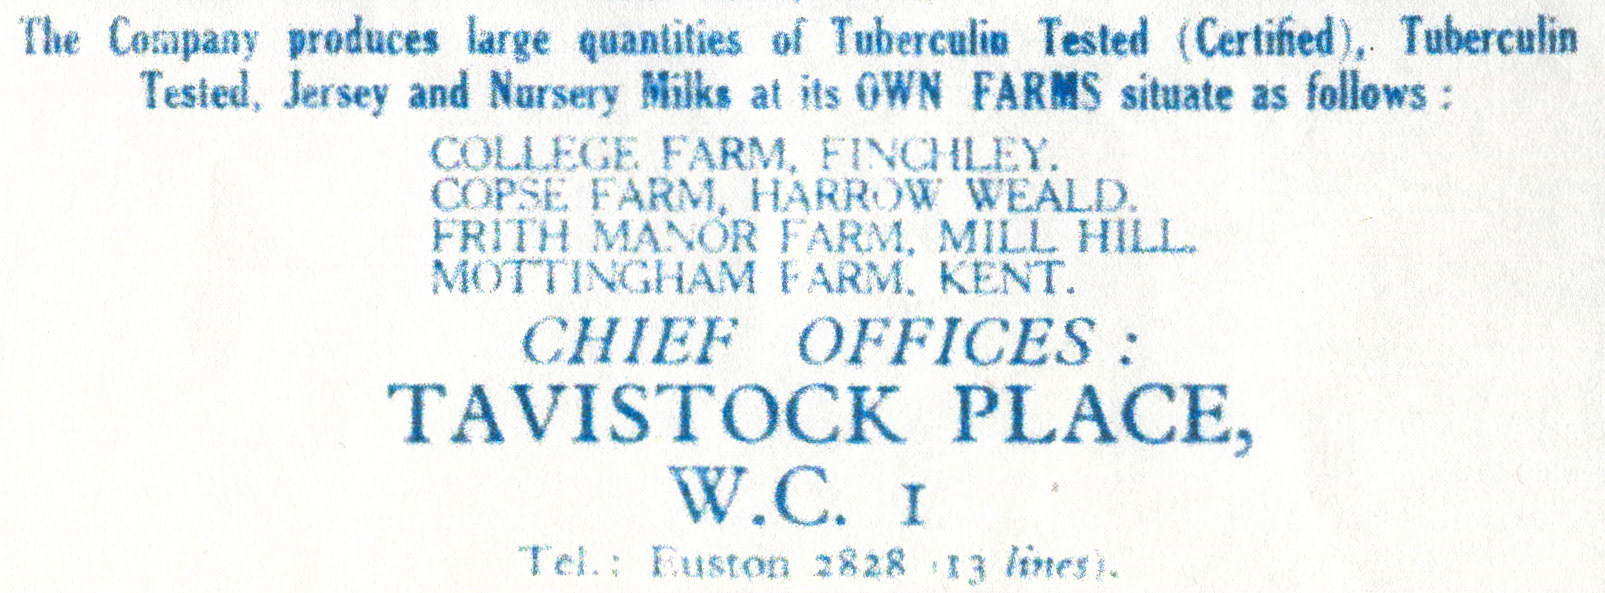 The Company produces large quantities of Tuberculin Tested (Certified), Tuberculin
Tested, Jersey and Nursery Milks at its OWN FARMS situate as follows :
COLLEGE FARM, FINCHLEY.
COPSE FARM, HARROW WEALD.
FRITH MANOR FARM, MILL HILL.
MOTTINGHAM FARM, KENT.
CHIEF OFFICES :
TAVISTOCK PLACE,
W.C. 1
Tel. : Euston 2828 (13 lines).